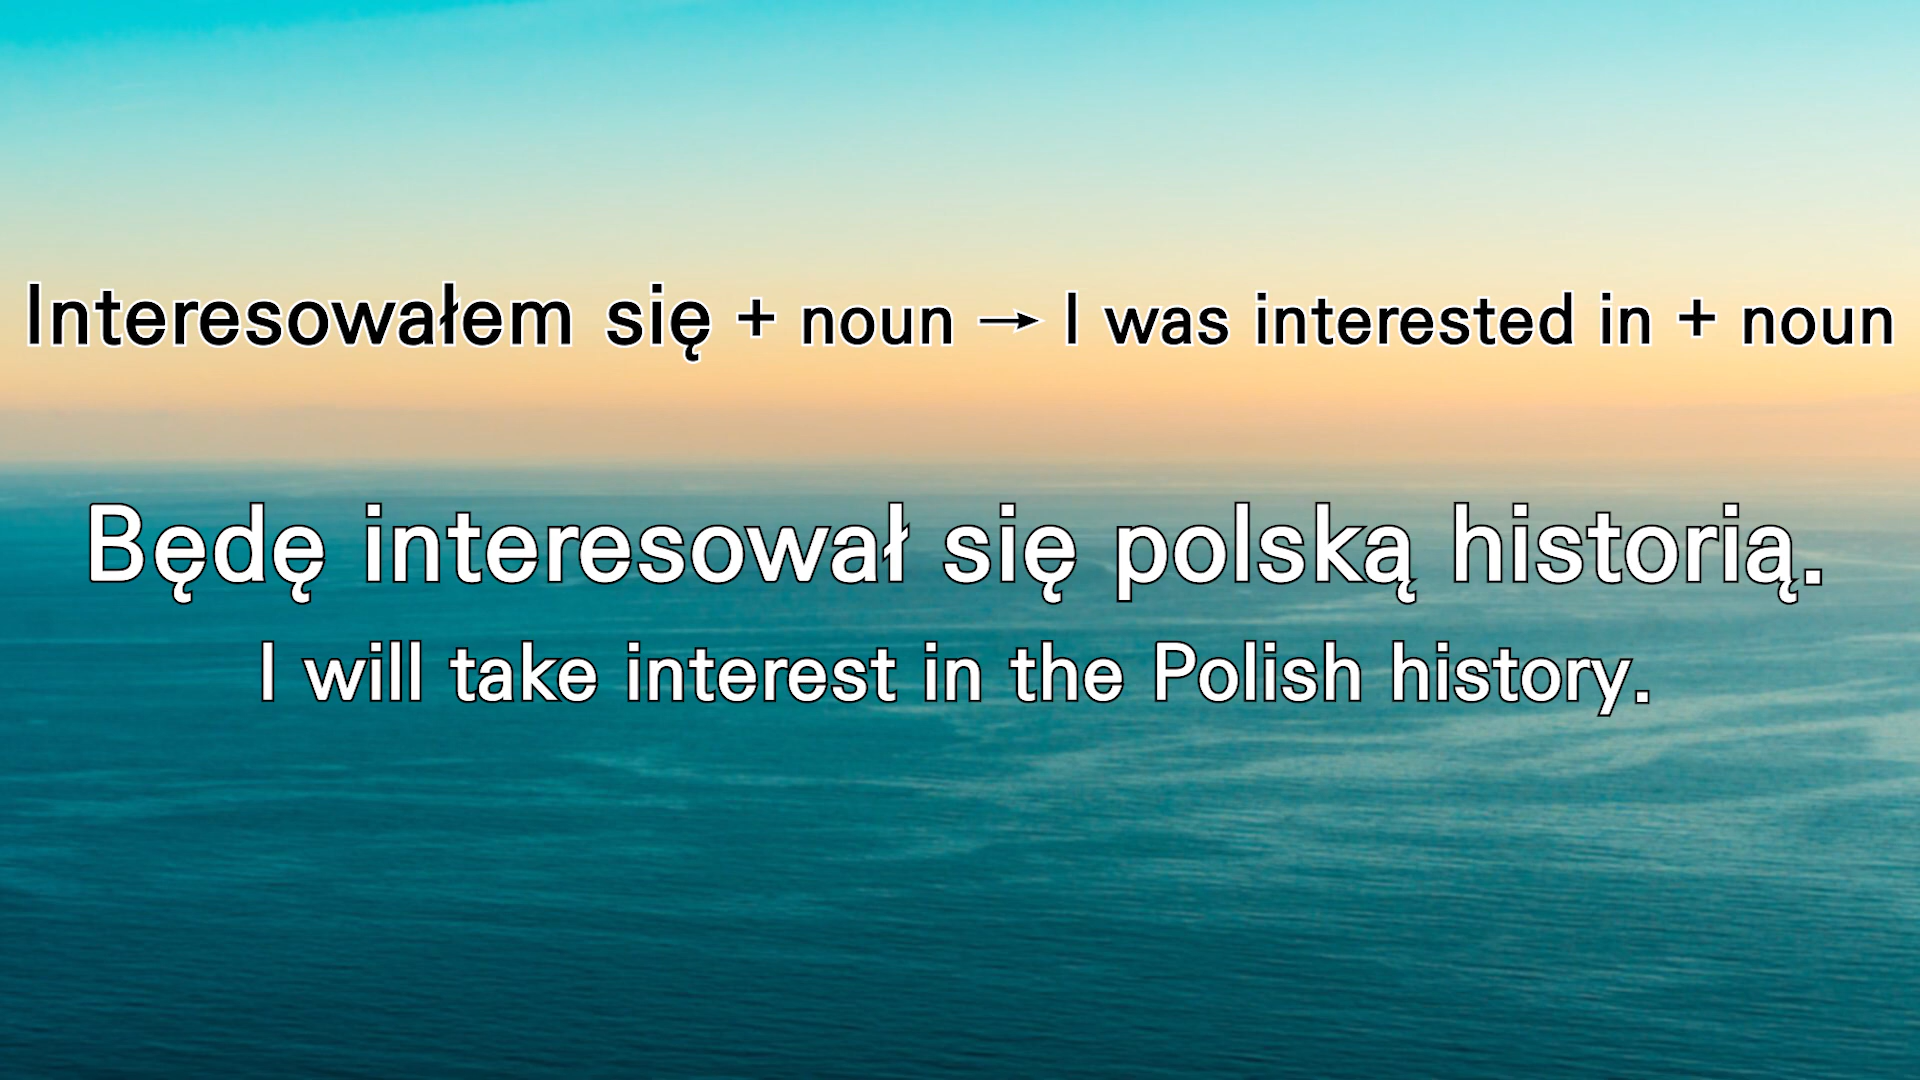 Interesowałem się + noun → I was interested in + noun
Będę interesował się polską historią.
I will take interest in the Polish history.